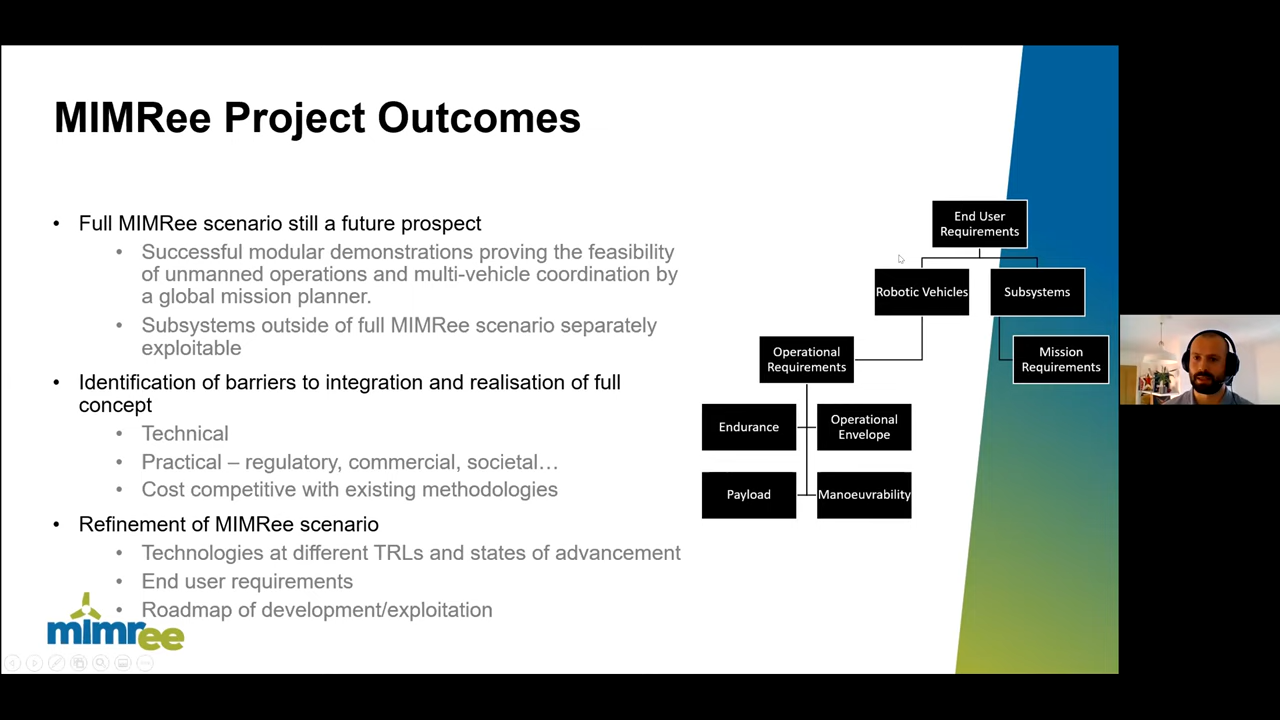 MIMRee Project Outcomes
• Full MIMRee scenario still a future prospect
• Successful modular demonstrations proving the feasibility
of unmanned operations and multi-vehicle coordination by
a global mission planner.
• Subsystems outside of full MIMRee scenario separately
exploitable
• Identification of barriers to integration and realisation of full
concept
• Technical
• Practical – regulatory, commercial, societal…
• Cost competitive with existing methodologies
• Refinement of MIMRee scenario
• Technologies at different TRLs and states of advancement
• End user requirements
• Roadmap of development/exploitation
mimree
End User
Requirements
Robotic Vehicles
Subsystems
Operational
Requirements
Mission
Requirements
Endurance
Operational
Envelope
Payload
Manoeuvrability